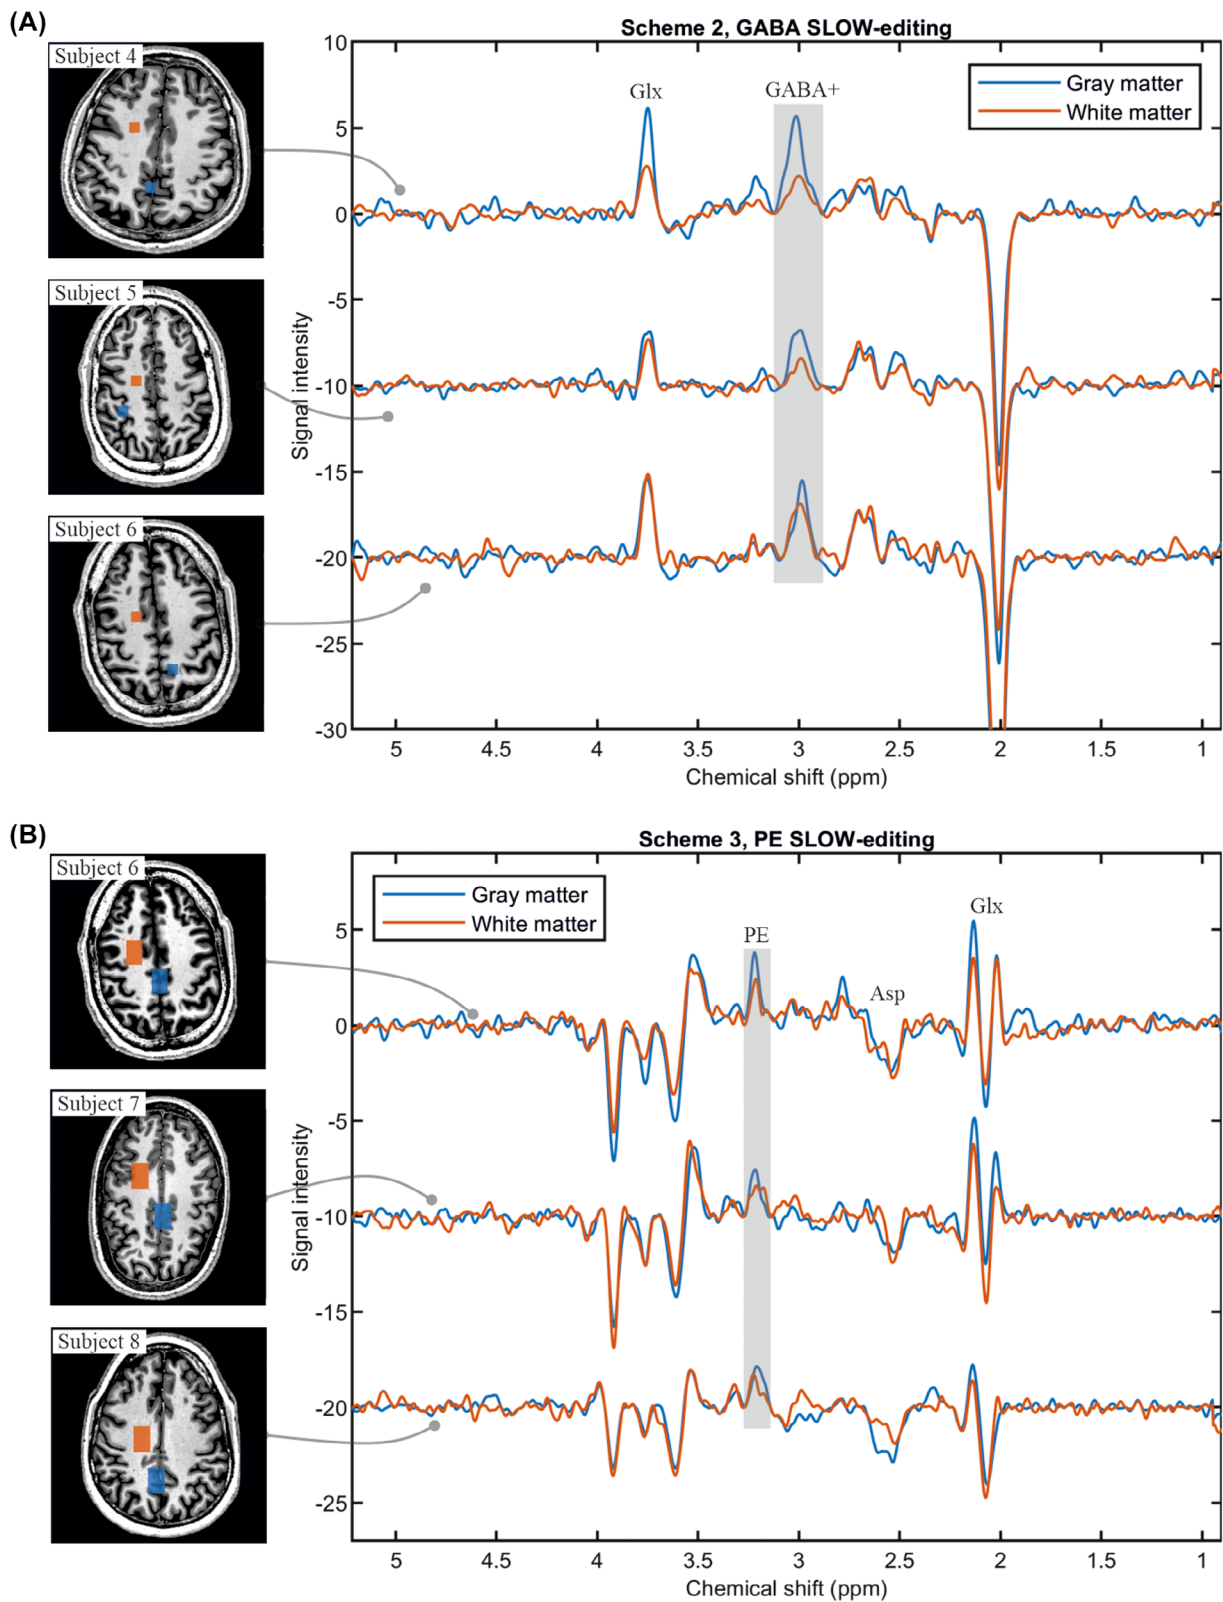 (A)
Scheme 2, GABA SLOW-editing
Subject 4
Subject 5
Subject 6
Glx
GABA+
Gray matter
White matter
Signal intensity
10
5
0
-5
-10
-15
-20
-25
-30
5 4.5 4 3.5 3 2.5 2 1.5 1
Chemical shift (ppm)
(B)
Scheme 3, PE SLOW-editing
Subject 6
Subject 7
Subject 8
Gray matter
White matter
PE
Asp
Glx
Signal intensity
5
0
-5
-10
-15
-20
-25
5 4.5 4 3.5 3 2.5 2 1.5 1
Chemical shift (ppm)